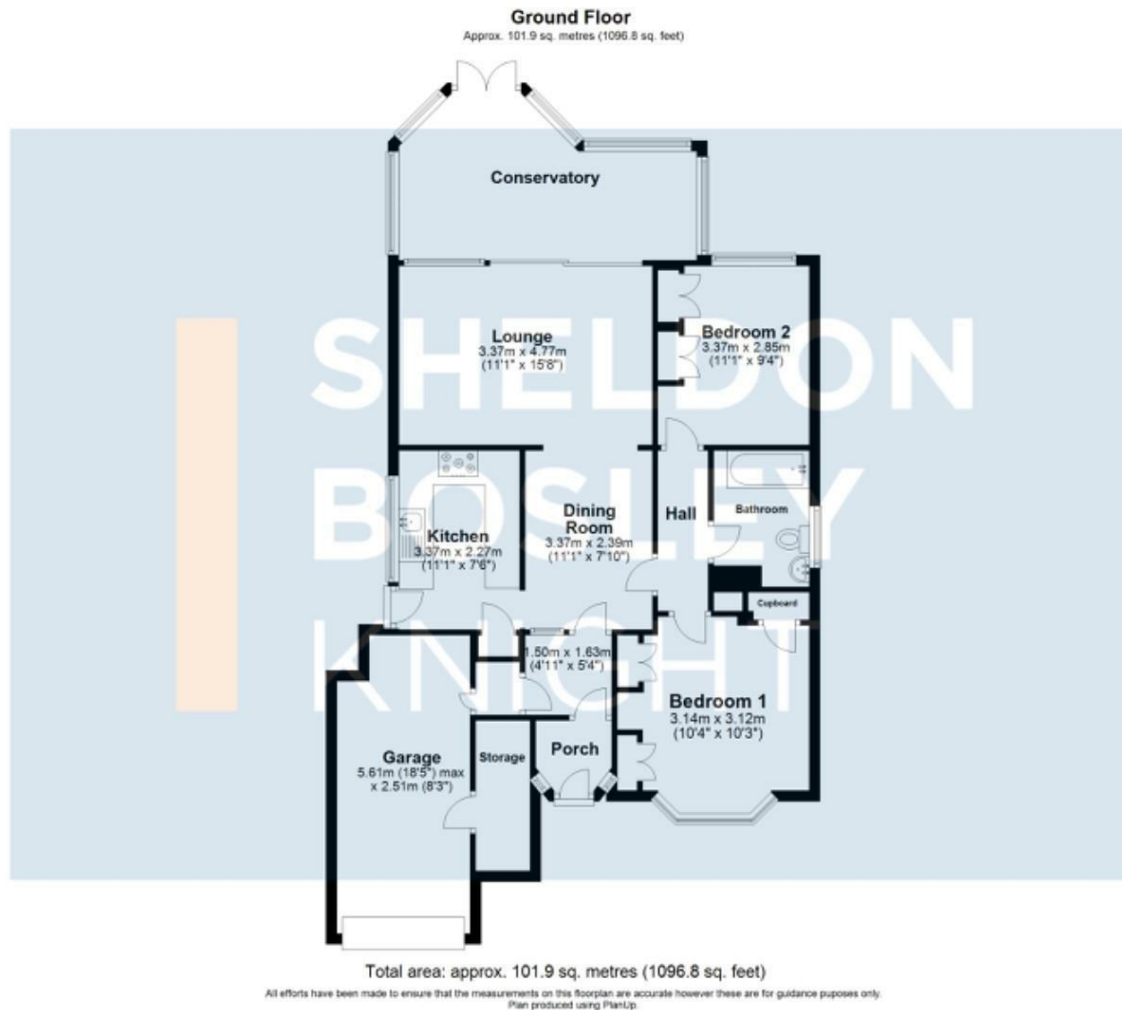 Ground Floor
Approx. 101.9 sq. metres (1096.8 sq. feet)
Conservatory
Lounge
3.37m x 4.77m
(11'1" x 15'8")
Bedroom 2
3.37m x 2.85m
(11'1" x 9'4")
SHELDON
BOSLEY
KNIGHT
Kitchen
3.37m x 2.27m
(11'1" x 7'6")
Dining
Room
3.37m x 2.39m
(11'1" x 7'10")
Hall
Bathroom
Cupboard
1.50m x 1.63m
(4'11" x 5'4")
Bedroom 1
3.14m x 3.12m
(10'4" x 10'3")
Garage
5.61m (18'5") max
x 2.51m (8'3")
Storage
Porch
Total area: approx. 101.9 sq. metres (1096.8 sq. feet)
All efforts have been made to ensure that the measurements on this floorplan are accurate however these are for guidance puposes only.
Plan produced using PlanUp.